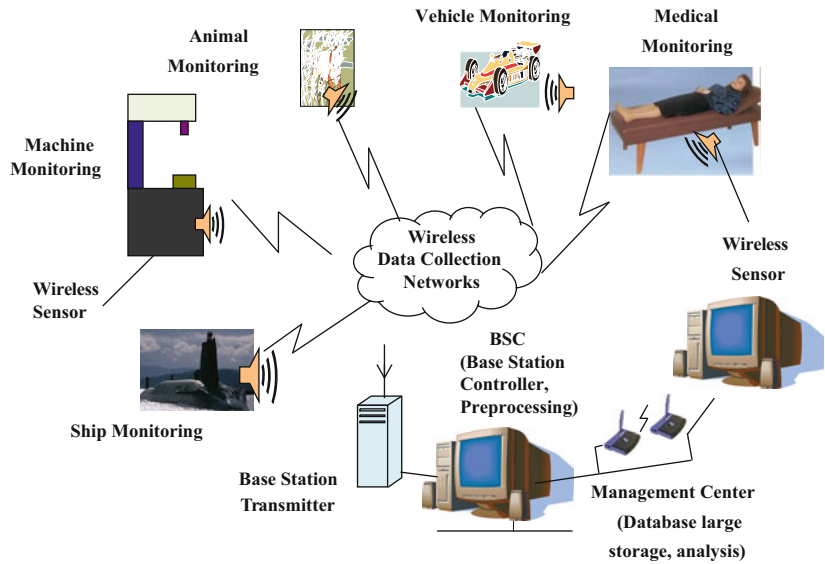 Vehicle Monitoring
Medical
Monitoring
Animal
Monitoring
Machine
Monitoring
Wireless
Data Collection
Networks
Wireless
Sensor
Wireless
Sensor
Ship Monitoring
BSC
(Base Station
Controller,
Preprocessing)
Base Station
Transmitter
Management Center
(Database large
storage, analysis)